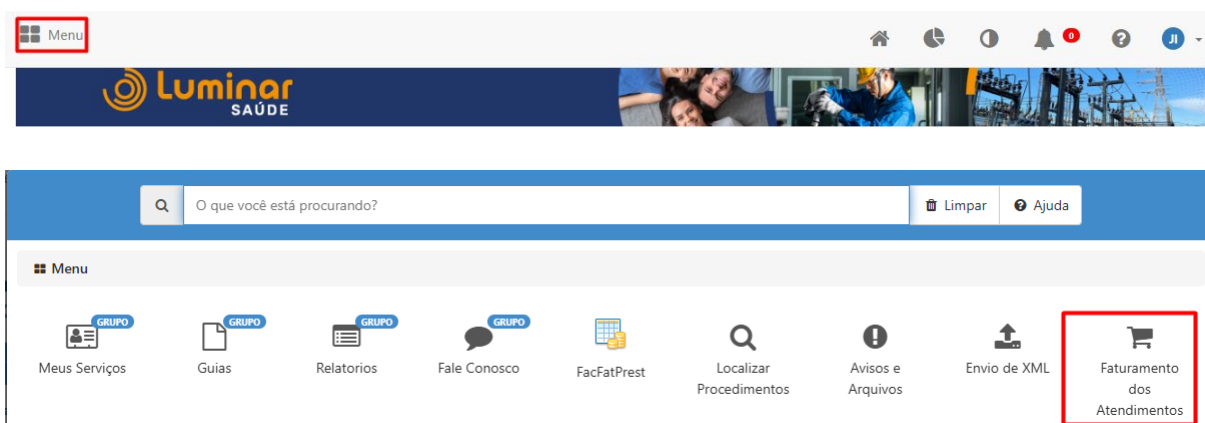 Menu
0
JI
Luminar
SAÚDE
O que você está procurando?
Limpar
Ajuda
Menu
GRUPO
Meus Serviços
GRUPO
Guias
GRUPO
Relatorios
GRUPO
Fale Conosco
FacFatPrest
Localizar
Procedimentos
Avisos e
Arquivos
Envio de XML
Faturamento
dos
Atendimentos